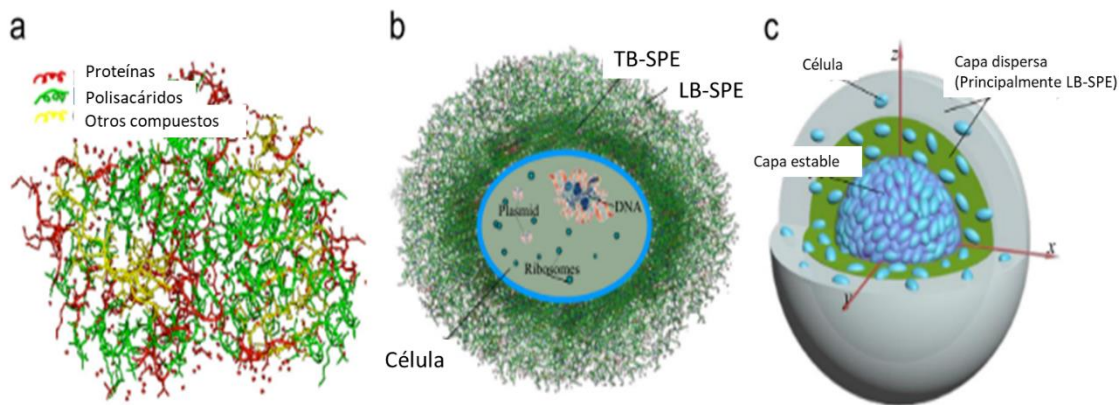 a
Proteínas
Polisacáridos
Otros compuestos
b
TB-SPE
LB-SPE
Plasmid
DNA
Ribosomes
Célula
c
z
Célula
Capa dispersa
(Principalmente LB-SPE)
Capa estable
x
y